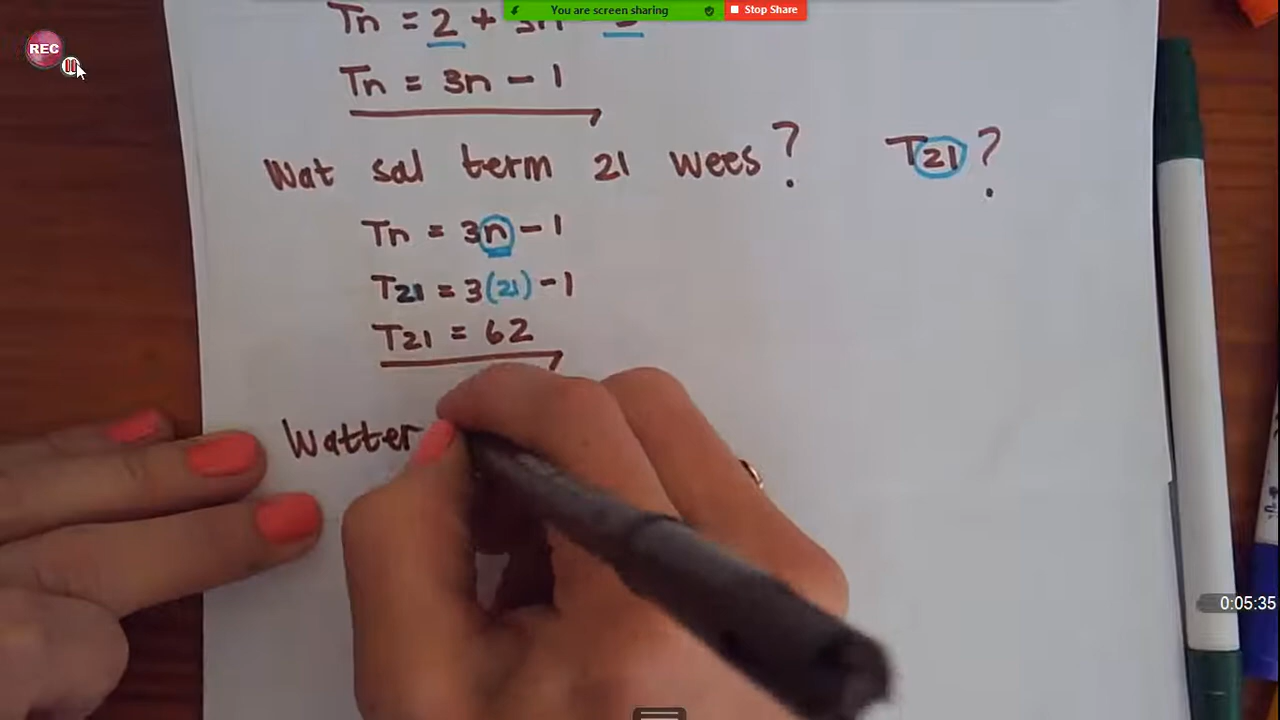 You are screen sharing Stop Share
REC
Tn = 2 + 3n
Tn = 3n - 1
Wat sal term 21 wees? T21?
Tn = 3n - 1
T21 = 3(21) - 1
T21 = 62
Watter
0:05:35